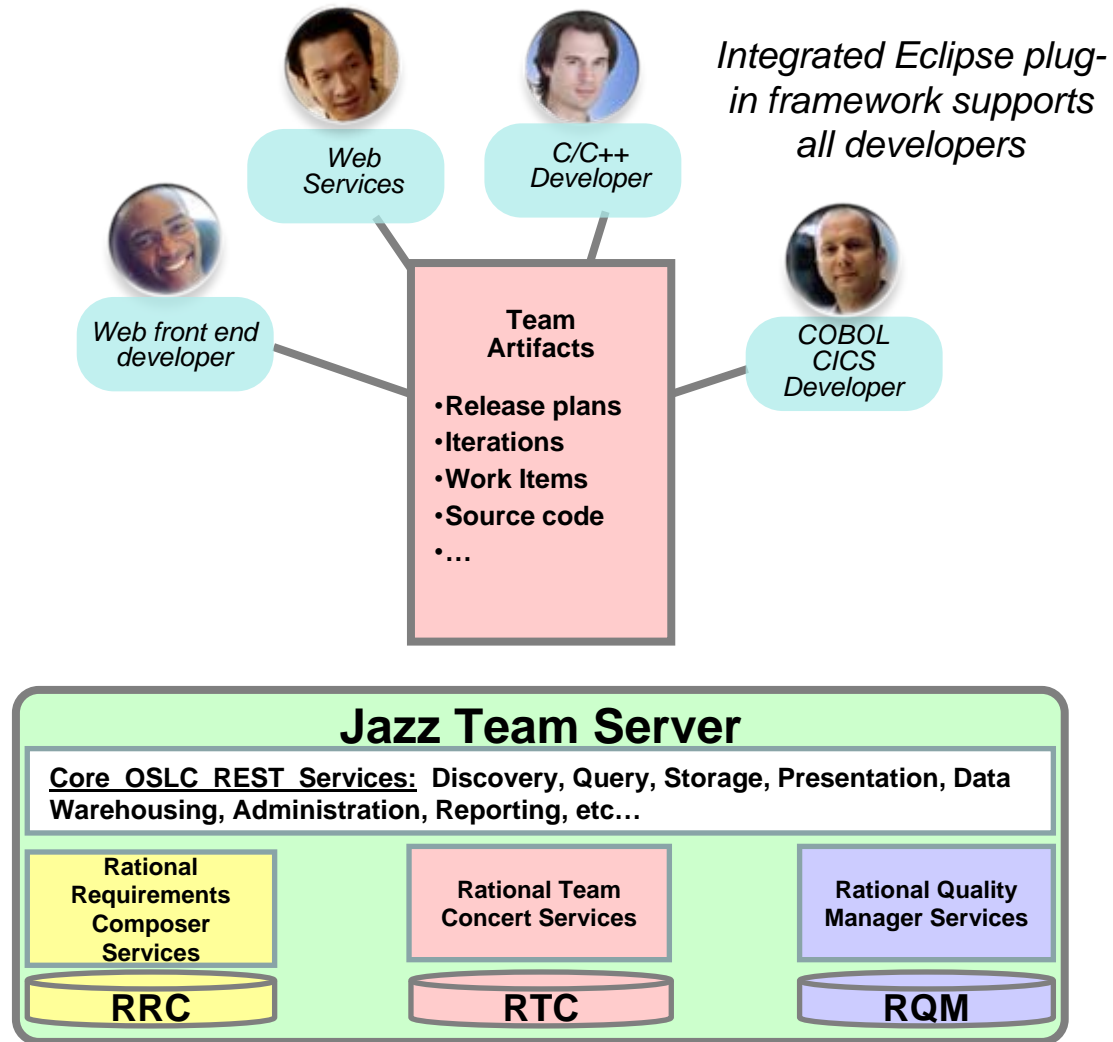 Integrated Eclipse plug-
in framework supports
all developers
Web
Services
C/C++
Developer
Web front end
developer
COBOL
CICS
Developer
Team
Artifacts
•Release plans
•Iterations
•Work Items
•Source code
•…
Jazz Team Server
Core OSLC REST Services: Discovery, Query, Storage, Presentation, Data
Warehousing, Administration, Reporting, etc…
Rational
Requirements
Composer
Services
Rational Team
Concert Services
Rational Quality
Manager Services
RRC
RTC
RQM